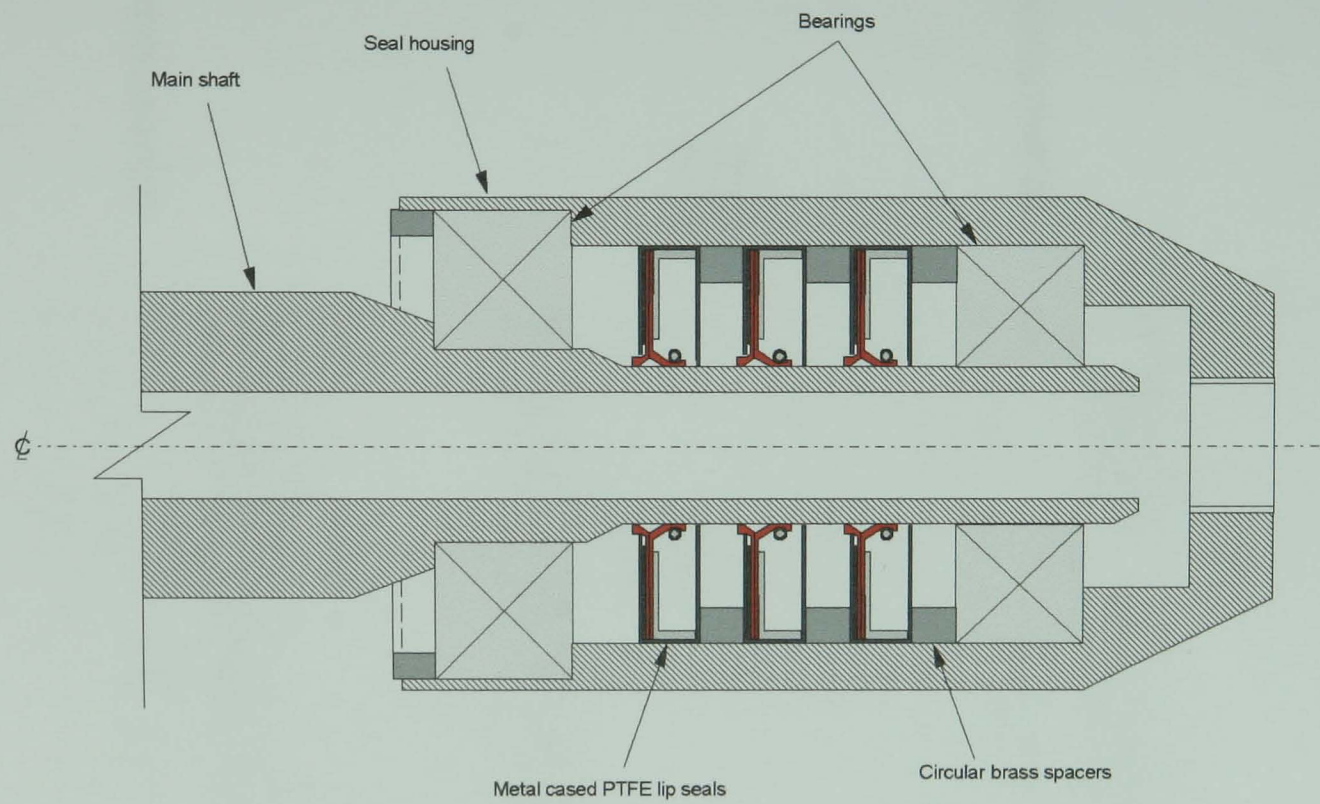 Bearings
Seal housing
Main shaft
℄
Metal cased PTFE lip seals
Circular brass spacers